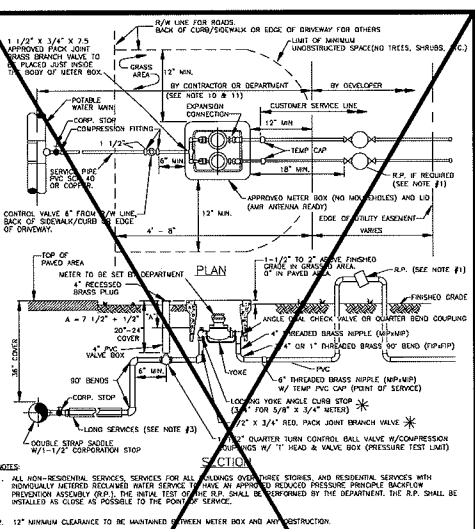 R/W LINE FOR ROADS.
BACK OF CURB/SIDEWALK OR EDGE OF DRIVEWAY FOR OTHERS
1 1/2" X 3/4" X 7.5
APPROVED PACK JOINT
BRASS BRANCH VALVE TO
BE PLACED JUST INSIDE
THE BODY OF METER BOX.
LIMIT OF MINIMUM
UNOBSTRUCTED SPACE(NO TREES, SHRUBS, ETC.)
GRASS
AREA
12" MIN.
BY CONTRACTOR OR DEPARTMENT
(SEE NOTE 10 & 11)
BY DEVELOPER
POTABLE
WATER MAIN
EXPANSION
CONNECTION
CUSTOMER SERVICE LINE
CORP. STOP
COMPRESSION FITTING
12" MIN
1 1/2"
6" MIN
TEMP CAP
18" MIN.
SERVICE PIPE
PVC SCH 40
OR COPPER.
R.P. IF REQUIRED
(SEE NOTE #1)
12" MIN.
APPROVED METER BOX (NO MOUSEHOLES) AND LID
(AMR ANTENNA READY)
CONTROL VALVE 6" FROM R/W LINE,
BACK OF SIDEWALK/CURB OR EDGE
OF DRIVEWAY.
EDGE OF UTILITY EASEMENT
4' - 8"
VARIES
TOP OF
PAVED AREA
PLAN
1-1/2" TO 2" ABOVE FINISHED
GRADE IN GRASSED AREA.
0" IN PAVED AREA.
METER TO BE SET BY DEPARTMENT
R.P. (SEE NOTE #1)
4" RECESSED
BRASS PLUG
FINISHED GRADE
A = 7 1/2" + 1/2"
"A"
ANGLE DUAL CHECK VALVE OR QUARTER BEND COUPLING
20"-24"
COVER
4" THREADED BRASS NIPPLE (MIPxMIP)
36" COVER
4" PVC
VALVE BOX
3/4" OR 1" THREADED BRASS 90° BEND (FIPxFIP)
YOKE
PVC
90° BENDS
6" MIN.
6" THREADED BRASS NIPPLE (MIPxMIP)
W/ TEMP PVC CAP (POINT OF SERVICE)
CORP. STOP
LOCKING YOKE ANGLE CURB STOP
(3/4" FOR 5/8" X 3/4" METER)
LONG SERVICES (SEE NOTE #3)
1/2" X 3/4" RED. PACK JOINT BRANCH VALVE
1-1/2" QUARTER TURN CONTROL BALL VALVE W/COMPRESSION
COUPLINGS W/ 'T' HEAD & VALVE BOX (PRESSURE TEST LIMIT)
DOUBLE STRAP SADDLE
W/1-1/2" CORPORATION STOP
SECTION
NOTES:
1. ALL NON-RESIDENTIAL SERVICES, SERVICES FOR ALL BUILDINGS OVER THREE STORIES, AND RESIDENTIAL SERVICES WITH
INDIVIDUALLY METERED RECLAIMED WATER SERVICE TO HAVE AN APPROVED REDUCED PRESSURE PRINCIPLE BACKFLOW
PREVENTION ASSEMBLY (R.P.). THE INITIAL TEST OF THE R.P. SHALL BE PERFORMED BY THE DEPARTMENT. THE R.P. SHALL BE
INSTALLED AS CLOSE AS POSSIBLE TO THE POINT OF SERVICE.
2. 12" MINIMUM CLEARANCE TO BE MAINTAINED BETWEEN METER BOX AND ANY OBSTRUCTION.